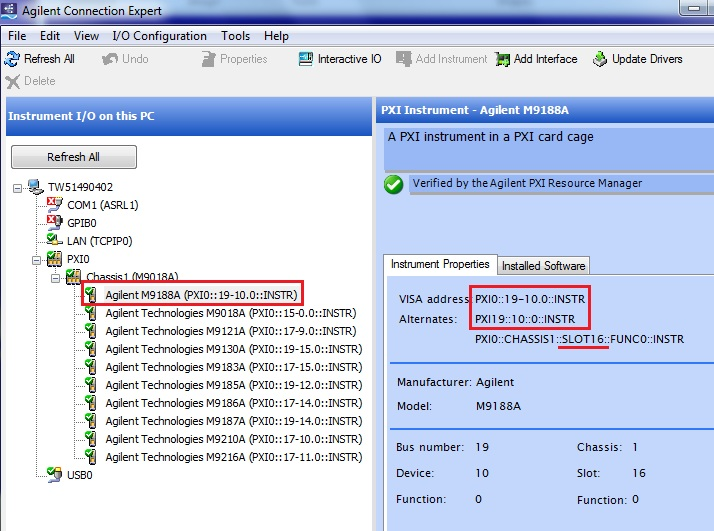 Agilent Connection Expert
File Edit View I/O Configuration Tools Help
Refresh All Undo Properties Interactive IO Add Instrument Add Interface Update Drivers
Delete
Instrument I/O on this PC
Refresh All
TW51490402
COM1 (ASRL1)
GPIB0
LAN (TCPIP0)
PXI0
Chassis1 (M9018A)
Agilent M9188A (PXI0::19-10.0::INSTR)
Agilent Technologies M9018A (PXI0::15-0.0::INSTR)
Agilent Technologies M9121A (PXI0::17-9.0::INSTR)
Agilent Technologies M9130A (PXI0::19-15.0::INSTR)
Agilent Technologies M9183A (PXI0::17-15.0::INSTR)
Agilent Technologies M9185A (PXI0::19-12.0::INSTR)
Agilent Technologies M9186A (PXI0::17-14.0::INSTR)
Agilent Technologies M9187A (PXI0::19-14.0::INSTR)
Agilent Technologies M9210A (PXI0::17-10.0::INSTR)
Agilent Technologies M9216A (PXI0::17-11.0::INSTR)
USB0
PXI Instrument - Agilent M9188A
A PXI instrument in a PXI card cage
Verified by the Agilent PXI Resource Manager
Instrument Properties Installed Software
VISA address: PXI0::19-10.0::INSTR
Alternates: PXI19::10::0::INSTR
PXI0::CHASSIS1::SLOT16::FUNC0::INSTR
Manufacturer: Agilent
Model: M9188A
Bus number: 19 Chassis: 1
Device: 10 Slot: 16
Function: 0 Function: 0